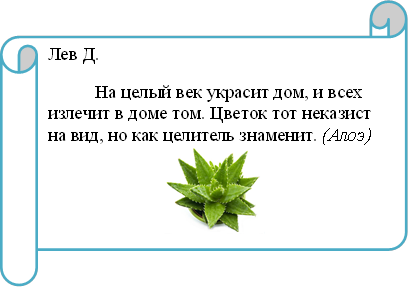 Лев Д.
На целый век украсит дом, и всех
излечит в доме том. Цветок тот неказист
на вид, но как целитель знаменит. (Алоэ)